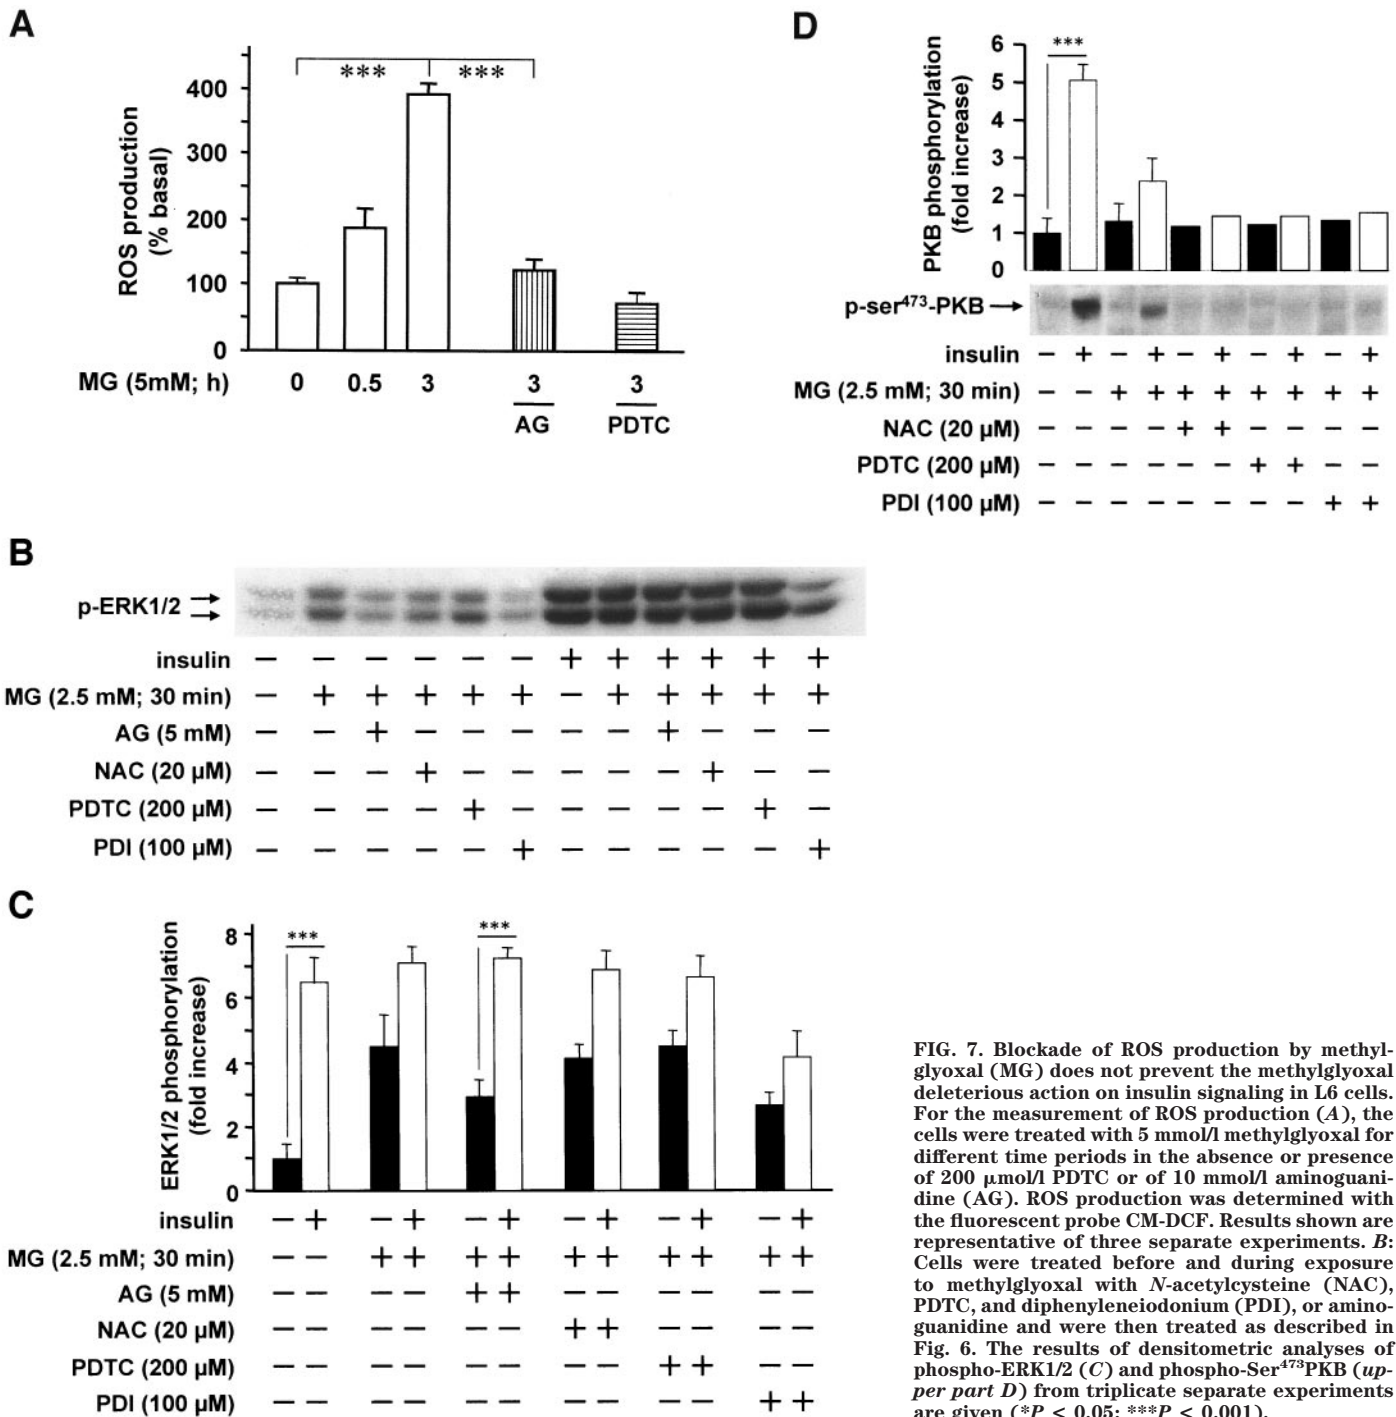 A
ROS production
(% basal)
400
300
200
100
0
***
***
MG (5mM; h)
0 0.5 3 3 3
AG PDTC
B
p-ERK1/2
insulin − − − − − − + + + + + +
MG (2.5 mM; 30 min) − + + + + + − + + + + +
AG (5 mM) − − + − − − − − + − − −
NAC (20 µM) − − − + − − − − − + − −
PDTC (200 µM) − − − − + − − − − − + −
PDI (100 µM) − − − − − + − − − − − +
C
ERK1/2 phosphorylation
(fold increase)
8
6
4
2
0
***
***
insulin − + − + − + − + − + − +
MG (2.5 mM; 30 min) − − + + + + + + + + + +
AG (5 mM) − − − − + + − − − − − −
NAC (20 µM) − − − − − − + + − − − −
PDTC (200 µM) − − − − − − − − + + − −
PDI (100 µM) − − − − − − − − − − + +
D
PKB phosphorylation
(fold increase)
6
5
4
3
2
1
0
***
p-ser473-PKB
insulin − + − + − + − + − +
MG (2.5 mM; 30 min) − − + + + + + + + +
NAC (20 µM) − − − − + + − − − −
PDTC (200 µM) − − − − − − + + − −
PDI (100 µM) − − − − − − − − + +
FIG. 7. Blockade of ROS production by methyl-
glyoxal (MG) does not prevent the methylglyoxal
deleterious action on insulin signaling in L6 cells.
For the measurement of ROS production (A), the
cells were treated with 5 mmol/l methylglyoxal for
different time periods in the absence or presence
of 200 µmol/l PDTC or of 10 mmol/l aminoguani-
dine (AG). ROS production was determined with
the fluorescent probe CM-DCF. Results shown are
representative of three separate experiments. B:
Cells were treated before and during exposure
to methylglyoxal with N-acetylcysteine (NAC),
PDTC, and diphenyleneiodonium (PDI), or amino-
guanidine and were then treated as described in
Fig. 6. The results of densitometric analyses of
phospho-ERK1/2 (C) and phospho-Ser473PKB (up-
per part D) from triplicate separate experiments
are given (*P < 0.05; ***P < 0.001).